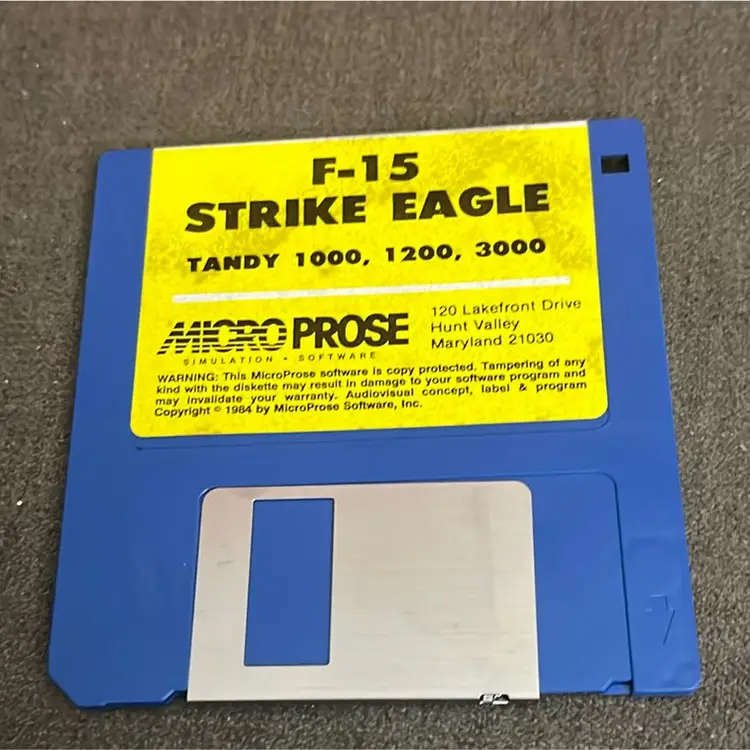 F-15
STRIKE EAGLE
TANDY 1000, 1200, 3000
MICROPROSE
SIMULATION • SOFTWARE
120 Lakefront Drive
Hunt Valley
Maryland 21030
WARNING: This MicroProse software is copy protected. Tampering of any
kind with the diskette may result in damage to your software program and
may invalidate your warranty. Audiovisual concept, label & program
Copyright © 1984 by MicroProse Software, Inc.